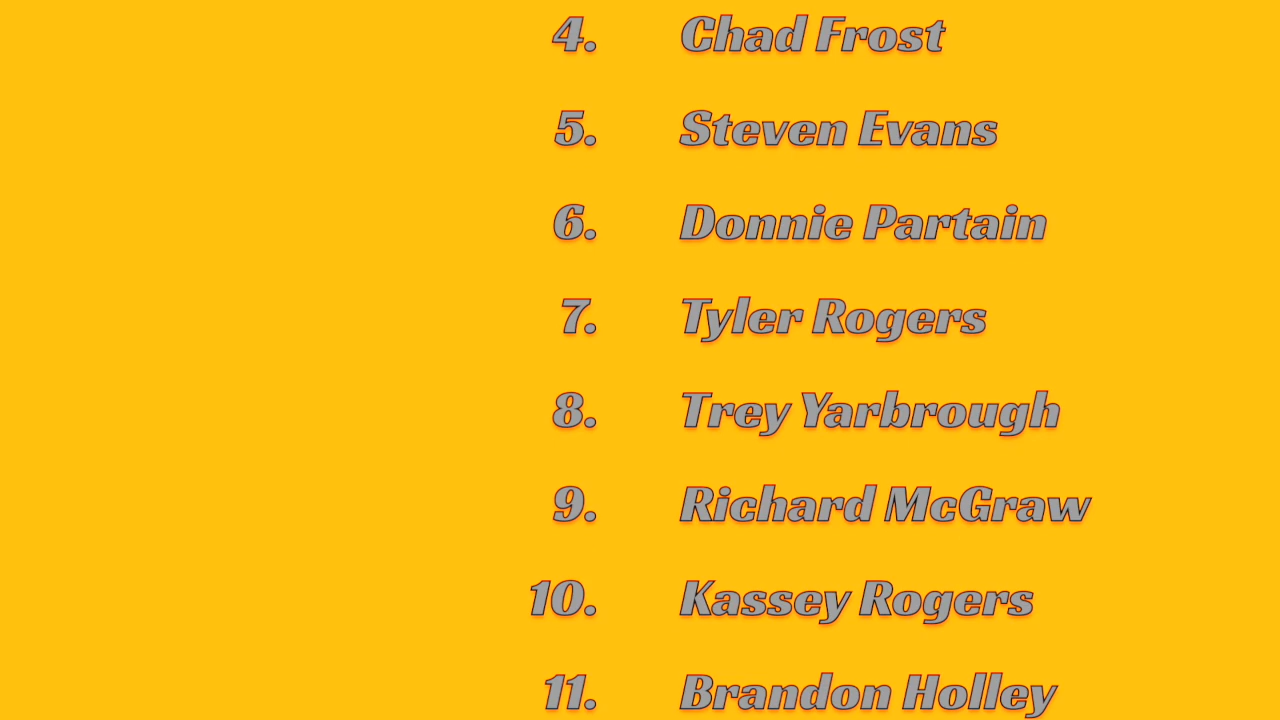 4. Chad Frost
5. Steven Evans
6. Donnie Partain
7. Tyler Rogers
8. Trey Yarbrough
9. Richard McGraw
10. Kassey Rogers
11. Brandon Holley